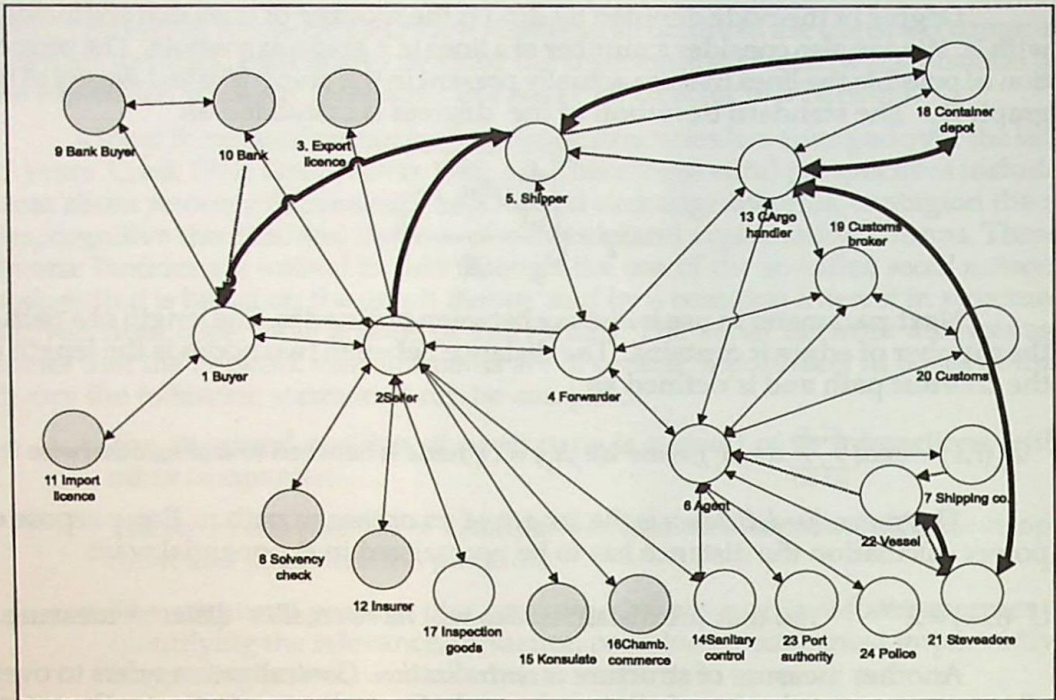 18 Container
depot
9 Bank Buyer
10 Bank
3. Export
licence
5. Shipper
13 CArgo
handler
19 Customs
broker
1 Buyer
2Seller
4 Forwarder
20 Customs
11 Import
licence
6 Agent
7 Shipping co.
22 Vessel
8 Solvency
check
12 Insurer
17 Inspection
goods
15 Konsulate
16Chamb.
commerce
14Sanitary
control
23 Port
authority
24 Police
21 Steveadore